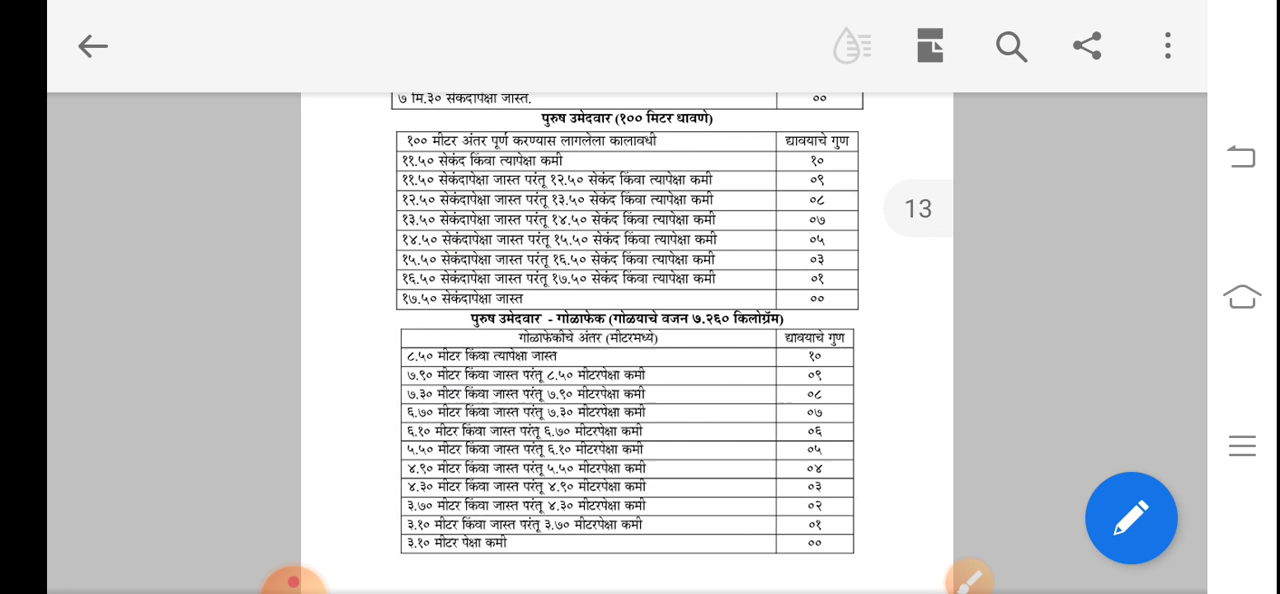 ७ मि.३० सेकंदापेक्षा जास्त. ००
पुरुष उमेदवार (१०० मिटर धावणे)
१०० मीटर अंतर पूर्ण करण्यास लागलेला कालावधी द्यावयाचे गुण
११.५० सेकंद किंवा त्यापेक्षा कमी १०
११.५० सेकंदापेक्षा जास्त परंतू १२.५० सेकंद किंवा त्यापेक्षा कमी ०९
१२.५० सेकंदापेक्षा जास्त परंतू १३.५० सेकंद किंवा त्यापेक्षा कमी ०८
१३.५० सेकंदापेक्षा जास्त परंतू १४.५० सेकंद किंवा त्यापेक्षा कमी ०७
१४.५० सेकंदापेक्षा जास्त परंतू १५.५० सेकंद किंवा त्यापेक्षा कमी ०५
१५.५० सेकंदापेक्षा जास्त परंतू १६.५० सेकंद किंवा त्यापेक्षा कमी ०३
१६.५० सेकंदापेक्षा जास्त परंतू १७.५० सेकंद किंवा त्यापेक्षा कमी ०१
१७.५० सेकंदापेक्षा जास्त ००
13
पुरुष उमेदवार - गोळाफेक (गोळयाचे वजन ७.२६० किलोग्रॅम)
गोळाफेकीचे अंतर (मीटरमध्ये) द्यावयाचे गुण
८.५० मीटर किंवा त्यापेक्षा जास्त १०
७.९० मीटर किंवा जास्त परंतू ८.५० मीटरपेक्षा कमी ०९
७.३० मीटर किंवा जास्त परंतू ७.९० मीटरपेक्षा कमी ०८
६.७० मीटर किंवा जास्त परंतू ७.३० मीटरपेक्षा कमी ०७
६.१० मीटर किंवा जास्त परंतू ६.७० मीटरपेक्षा कमी ०६
५.५० मीटर किंवा जास्त परंतू ६.१० मीटरपेक्षा कमी ०५
४.९० मीटर किंवा जास्त परंतू ५.५० मीटरपेक्षा कमी ०४
४.३० मीटर किंवा जास्त परंतू ४.९० मीटरपेक्षा कमी ०३
३.७० मीटर किंवा जास्त परंतू ४.३० मीटरपेक्षा कमी ०२
३.१० मीटर किंवा जास्त परंतू ३.७० मीटरपेक्षा कमी ०१
३.१० मीटर पेक्षा कमी ००